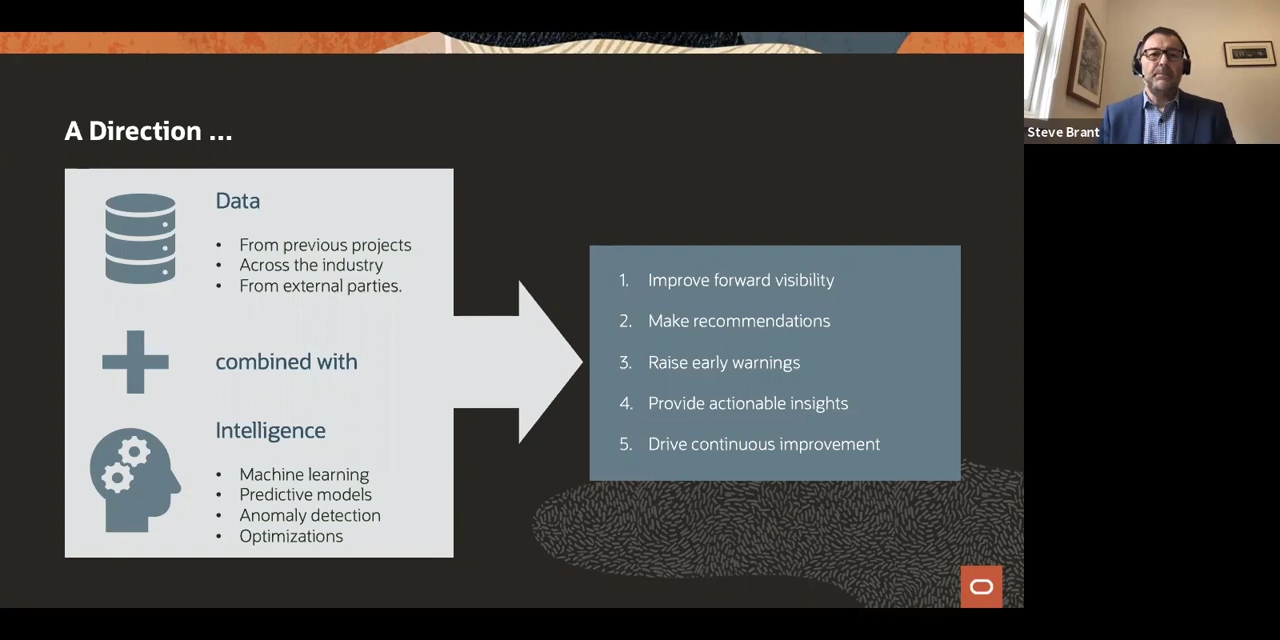 A Direction ...
Data
• From previous projects
• Across the industry
• From external parties.
combined with
Intelligence
• Machine learning
• Predictive models
• Anomaly detection
• Optimizations
1. Improve forward visibility
2. Make recommendations
3. Raise early warnings
4. Provide actionable insights
5. Drive continuous improvement
Steve Brant